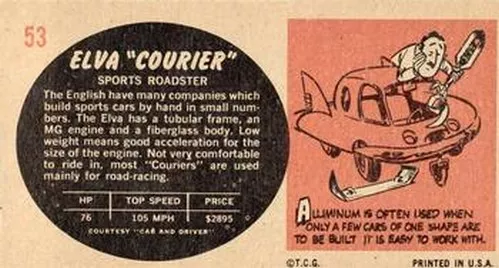 53
ELVA "COURIER"
SPORTS ROADSTER
The English have many companies which
build sports cars by hand in small num-
bers. The Elva has a tubular frame, an
MG engine and a fiberglass body. Low
weight means good acceleration for the
size of the engine. Not very comfortable
to ride in, most "Couriers" are used
mainly for road-racing.
HP TOP SPEED PRICE
76 105 MPH $2895
COURTESY "CAR AND DRIVER"
ALUMINUM IS OFTEN USED WHEN
ONLY A FEW CARS OF ONE SHAPE ARE
TO BE BUILT IT IS EASY TO WORK WITH.
©T.C.G. PRINTED IN U.S.A.